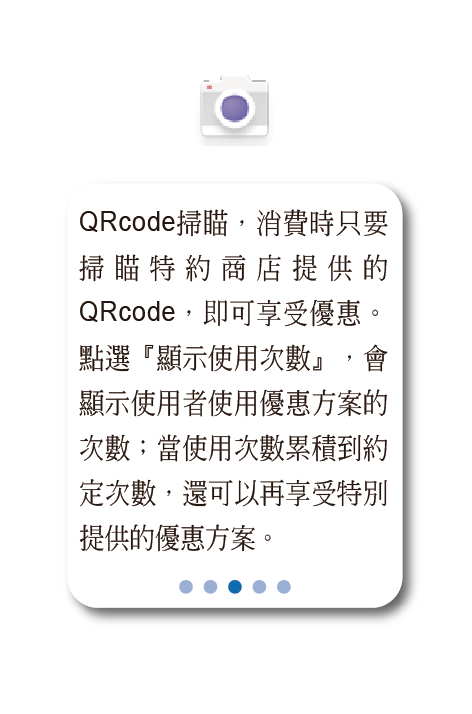 QRcode掃瞄，消費時只要
掃瞄特約商店提供的
QRcode，即可享受優惠。
點選『顯示使用次數』，會
顯示使用者使用優惠方案的
次數；當使用次數累積到約
定次數，還可以再享受特別
提供的優惠方案。